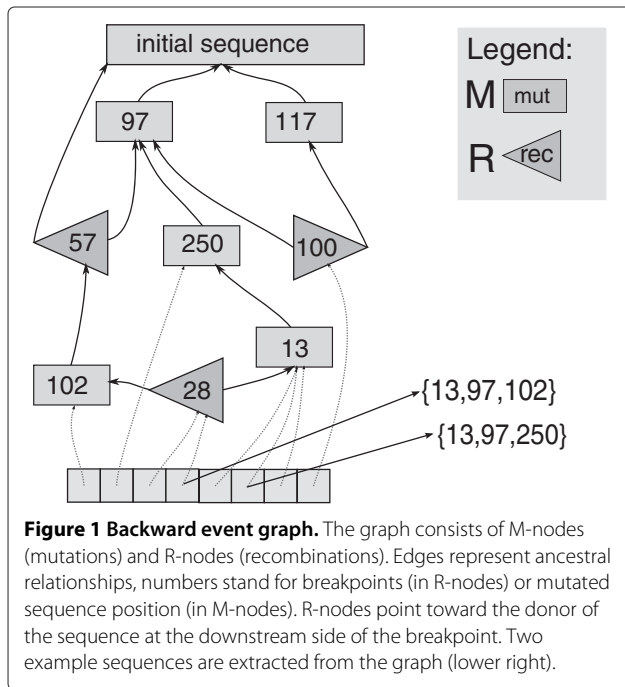 initial sequence
Legend:
M mut
R rec
97
117
57
250
100
13
102
28
{13,97,102}
{13,97,250}
Figure 1 Backward event graph. The graph consists of M-nodes
(mutations) and R-nodes (recombinations). Edges represent ancestral
relationships, numbers stand for breakpoints (in R-nodes) or mutated
sequence position (in M-nodes). R-nodes point toward the donor of
the sequence at the downstream side of the breakpoint. Two
example sequences are extracted from the graph (lower right).